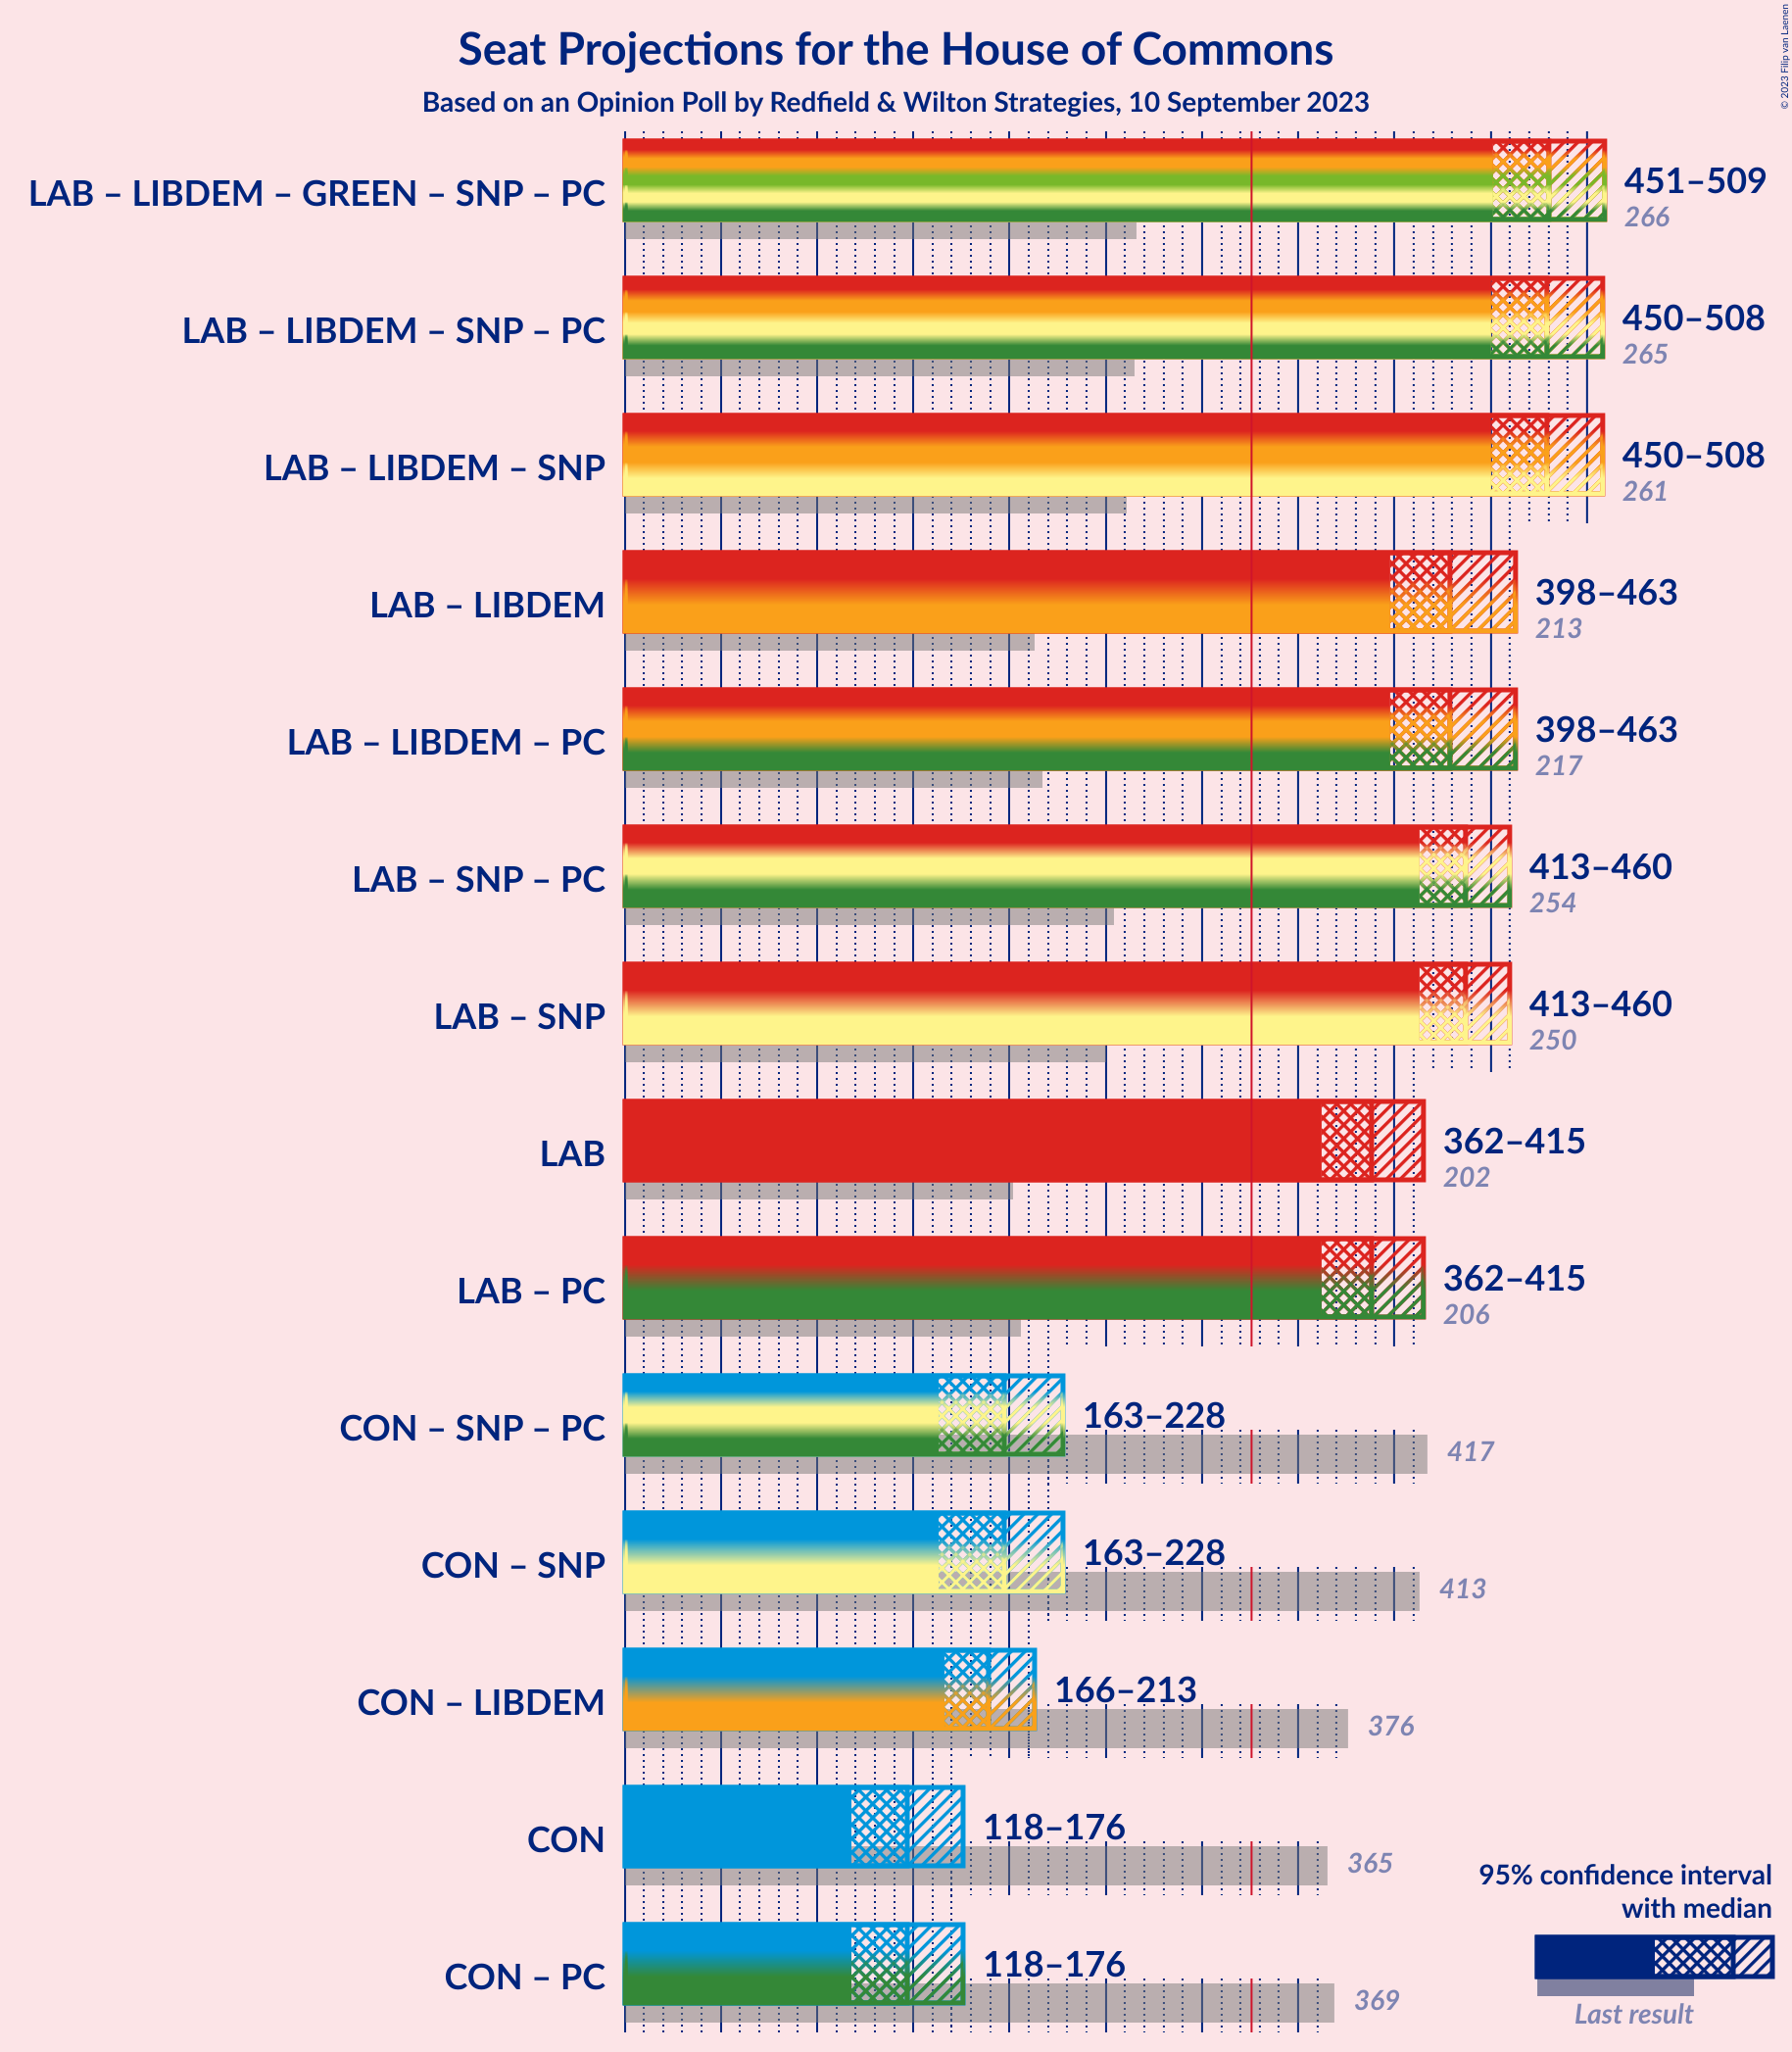 Seat Projections for the House of Commons
Based on an Opinion Poll by Redfield & Wilton Strategies, 10 September 2023
© 2023 Filip van Laenen
LAB – LIBDEM – GREEN – SNP – PC
451–509
266
LAB – LIBDEM – SNP – PC
450–508
265
LAB – LIBDEM – SNP
450–508
261
LAB – LIBDEM
398–463
213
LAB – LIBDEM – PC
398–463
217
LAB – SNP – PC
413–460
254
LAB – SNP
413–460
250
LAB
362–415
202
LAB – PC
362–415
206
CON – SNP – PC
163–228
417
CON – SNP
163–228
413
CON – LIBDEM
166–213
376
CON
118–176
365
CON – PC
118–176
369
95% confidence interval
with median
Last result